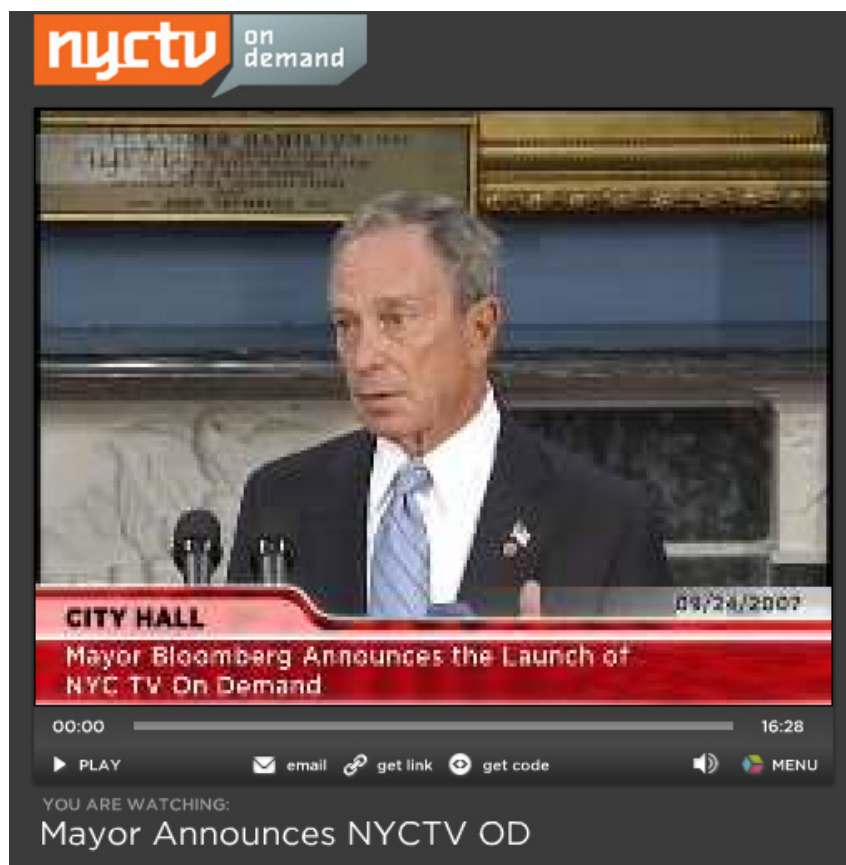 nyctv
on
demand
09/24/2007
CITY HALL
Mayor Bloomberg Announces the Launch of
NYC TV On Demand
00:00
16:28
PLAY
email
get link
get code
MENU
YOU ARE WATCHING:
Mayor Announces NYCTV OD